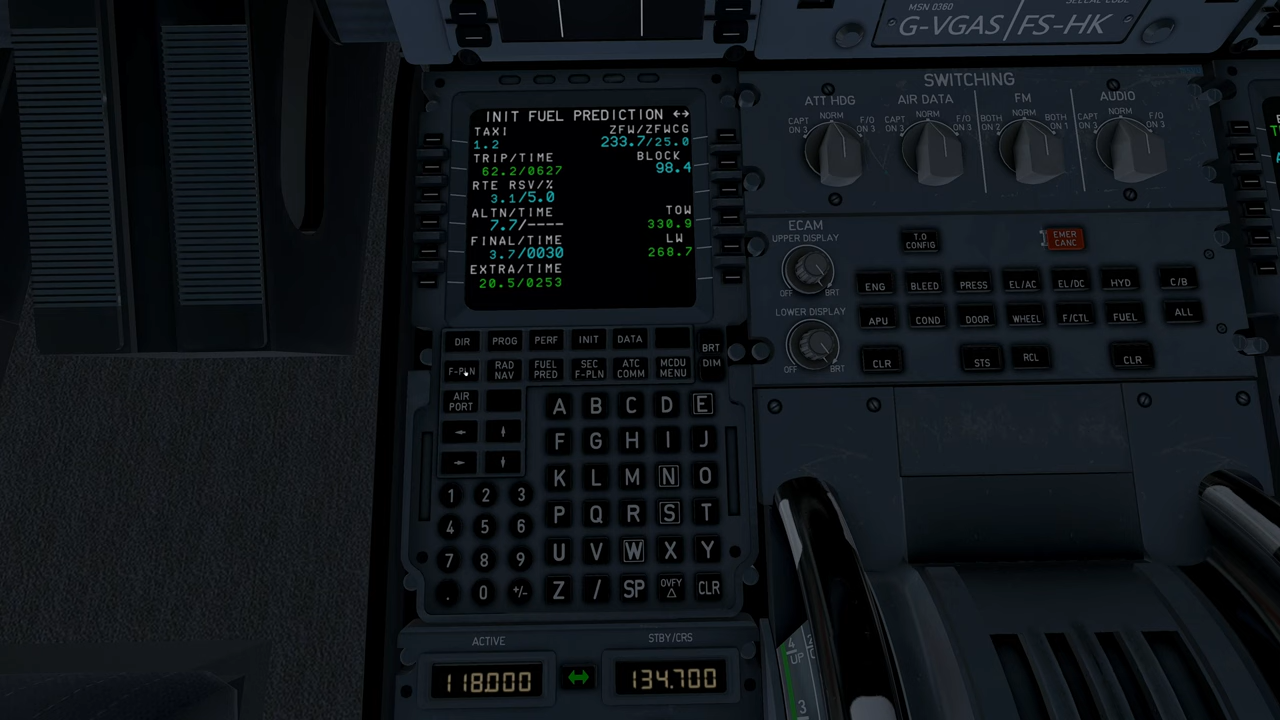 MSN 0360
G-VGAS/FS-HK
INIT FUEL PREDICTION ↔
TAXI ZFW/ZFWCG
1.2 233.7/25.0
TRIP/TIME BLOCK
62.2/0627 98.4
RTE RSV/%
3.1/5.0
ALTN/TIME TOW
7.7/---- 330.9
FINAL/TIME LW
3.7/0030 268.7
EXTRA/TIME
20.5/0253
SWITCHING
ATT HDG AIR DATA FM AUDIO
CAPT ON 3 NORM F/O ON 3
CAPT ON 3 NORM F/O ON 3
BOTH ON 2 NORM BOTH ON 1
CAPT ON 3 NORM F/O ON 3
ECAM
UPPER DISPLAY
OFF BRT
LOWER DISPLAY
OFF BRT
T.O CONFIG
EMER CANC
ENG BLEED PRESS EL/AC EL/DC HYD C/B
APU COND DOOR WHEEL F/CTL FUEL ALL
CLR STS RCL CLR
DIR PROG PERF INIT DATA
BRT
DIM
F-PLN RAD NAV FUEL PRED SEC F-PLN ATC COMM MCDU MENU
AIR PORT
A B C D E
F G H I J
K L M N O
P Q R S T
U V W X Y
Z / SP OVFY △ CLR
1 2 3
4 5 6
7 8 9
. 0 +/-
ACTIVE STBY/CRS
118.000 ↔ 134.700
4
UP
3